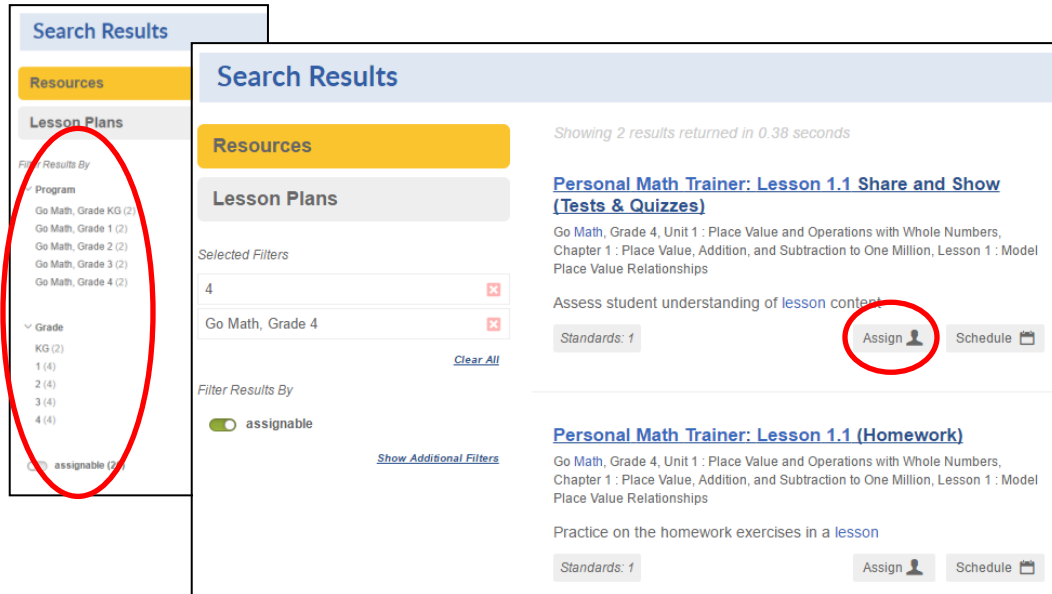 Search Results
Resources
Lesson Plans
Filter Results By
Program
Go Math, Grade KG (2)
Go Math, Grade 1 (2)
Go Math, Grade 2 (2)
Go Math, Grade 3 (2)
Go Math, Grade 4 (2)
Grade
KG (2)
1 (4)
2 (4)
3 (4)
4 (4)
assignable
Search Results
Resources
Lesson Plans
Selected Filters
4
Go Math, Grade 4
Clear All
Filter Results By
assignable
Show Additional Filters
Showing 2 results returned in 0.38 seconds
Personal Math Trainer: Lesson 1.1 Share and Show
(Tests & Quizzes)
Go Math, Grade 4, Unit 1 : Place Value and Operations with Whole Numbers,
Chapter 1 : Place Value, Addition, and Subtraction to One Million, Lesson 1 : Model
Place Value Relationships
Assess student understanding of lesson content
Standards: 1
Assign
Schedule
Personal Math Trainer: Lesson 1.1 (Homework)
Go Math, Grade 4, Unit 1 : Place Value and Operations with Whole Numbers,
Chapter 1 : Place Value, Addition, and Subtraction to One Million, Lesson 1 : Model
Place Value Relationships
Practice on the homework exercises in a lesson
Standards: 1
Assign
Schedule